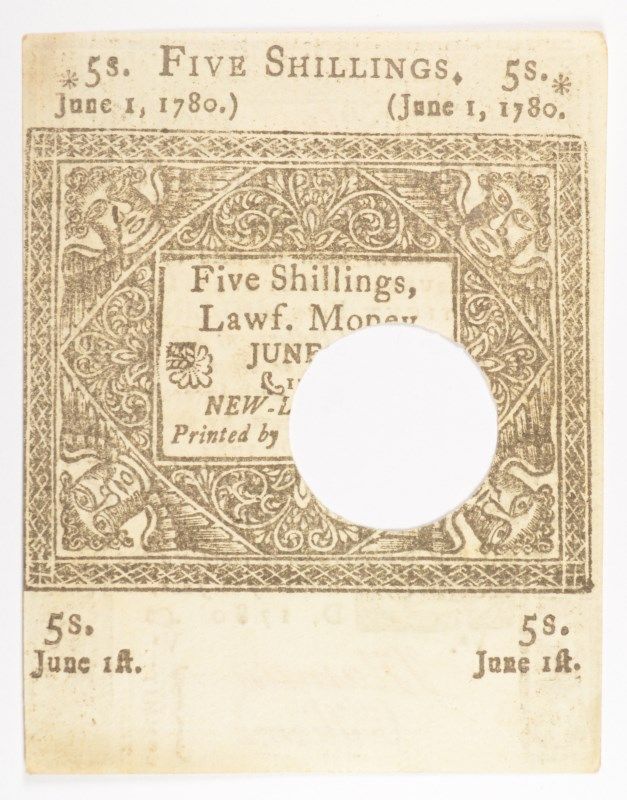 *5s. FIVE SHILLINGS. 5s.*
June 1, 1780.) (June 1, 1780.
Five Shillings,
Lawf. Money
JUNE
NEW-L
Printed by
5s. 5s.
June 1ſt. June 1ſt.